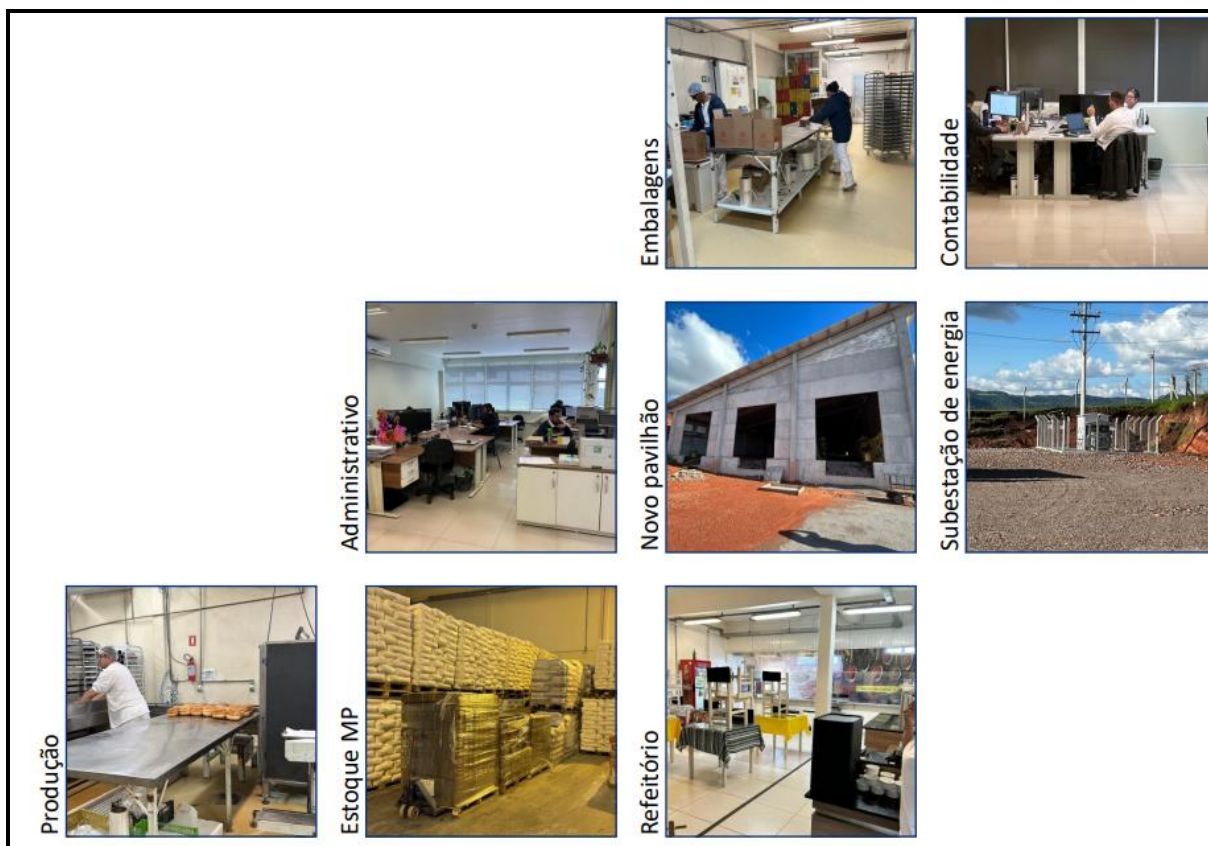 Embalagens
Contabilidade
Administrativo
Novo pavilhão
Subestação de energia
Produção
Estoque MP
Refeitório